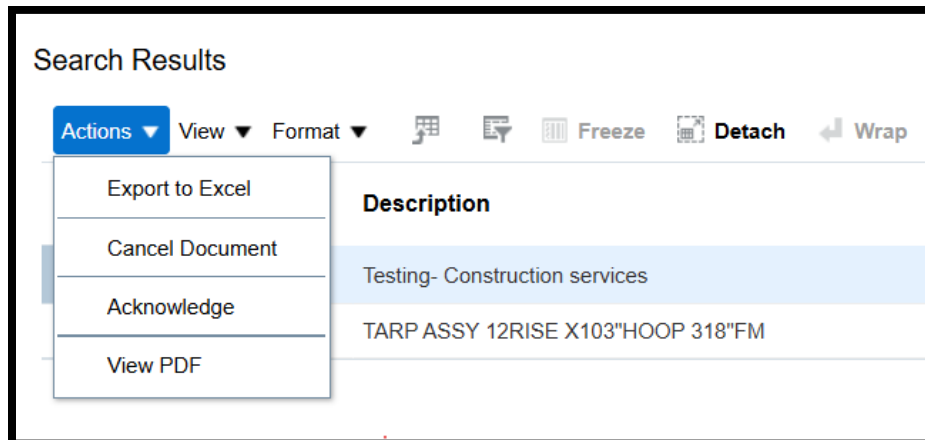 Search Results
Actions View Format Freeze Detach Wrap
Export to Excel
Description
Cancel Document
Testing- Construction services
Acknowledge
TARP ASSY 12RISE X103"HOOP 318"FM
View PDF